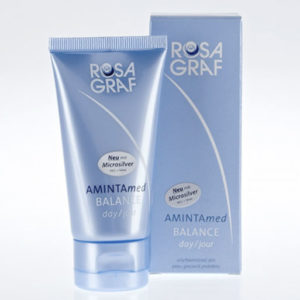 ROSA
GRAF
Neu mit
Microsilver
AMINTAmed
BALANCE
day/jour
ROSA
GRAF
Neu mit
Microsilver
AMINTAmed
BALANCE
day/jour